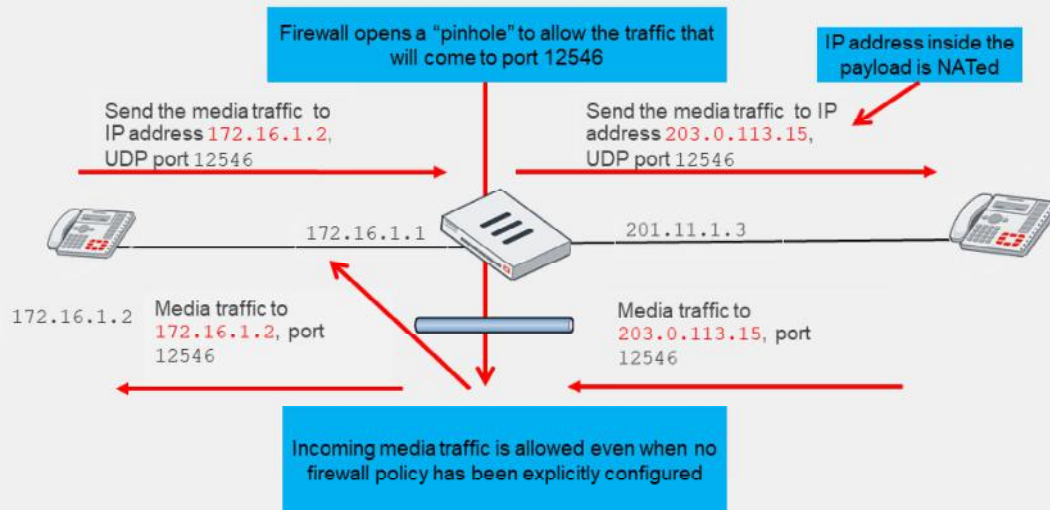 Firewall opens a “pinhole” to allow the traffic that
will come to port 12546
IP address inside the
payload is NATed
Send the media traffic to
IP address 172.16.1.2,
UDP port 12546
Send the media traffic to IP
address 203.0.113.15,
UDP port 12546
172.16.1.1
201.11.1.3
172.16.1.2
Media traffic to
172.16.1.2, port
12546
Media traffic to
203.0.113.15, port
12546
Incoming media traffic is allowed even when no
firewall policy has been explicitly configured